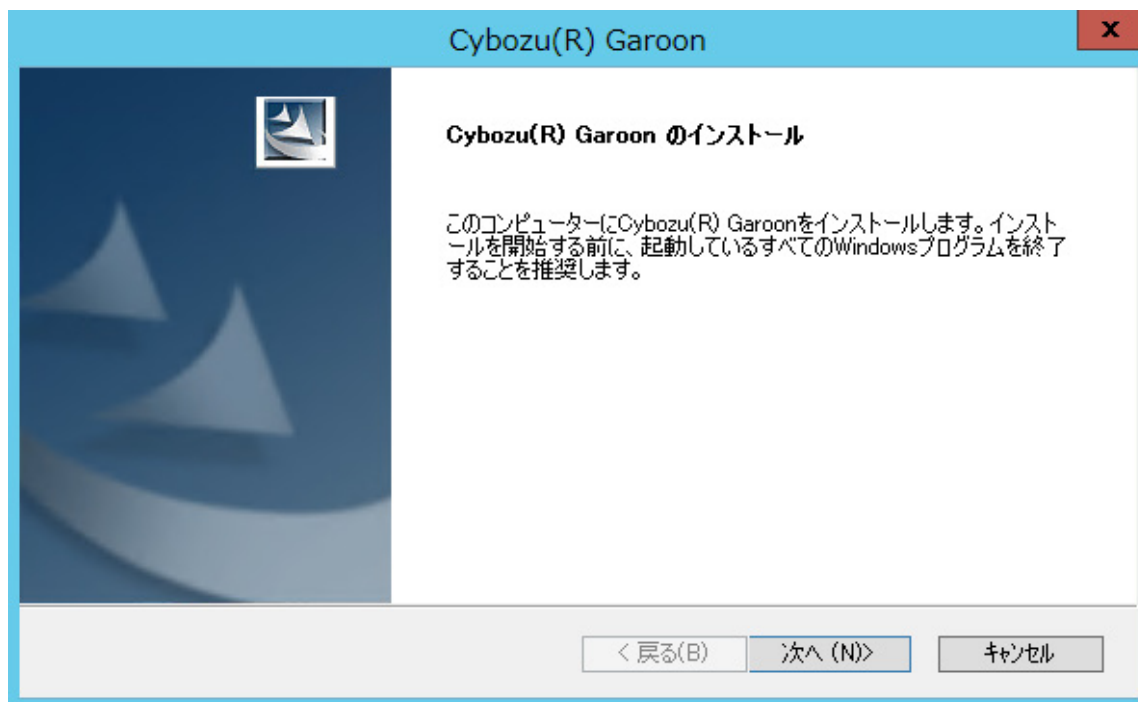 Cybozu(R) Garoon
x
Cybozu(R) Garoon のインストール
このコンピューターにCybozu(R) Garoonをインストールします。インスト
ールを開始する前に、起動しているすべてのWindowsプログラムを終了
することを推奨します。
< 戻る(B)
次へ (N)>
キャンセル